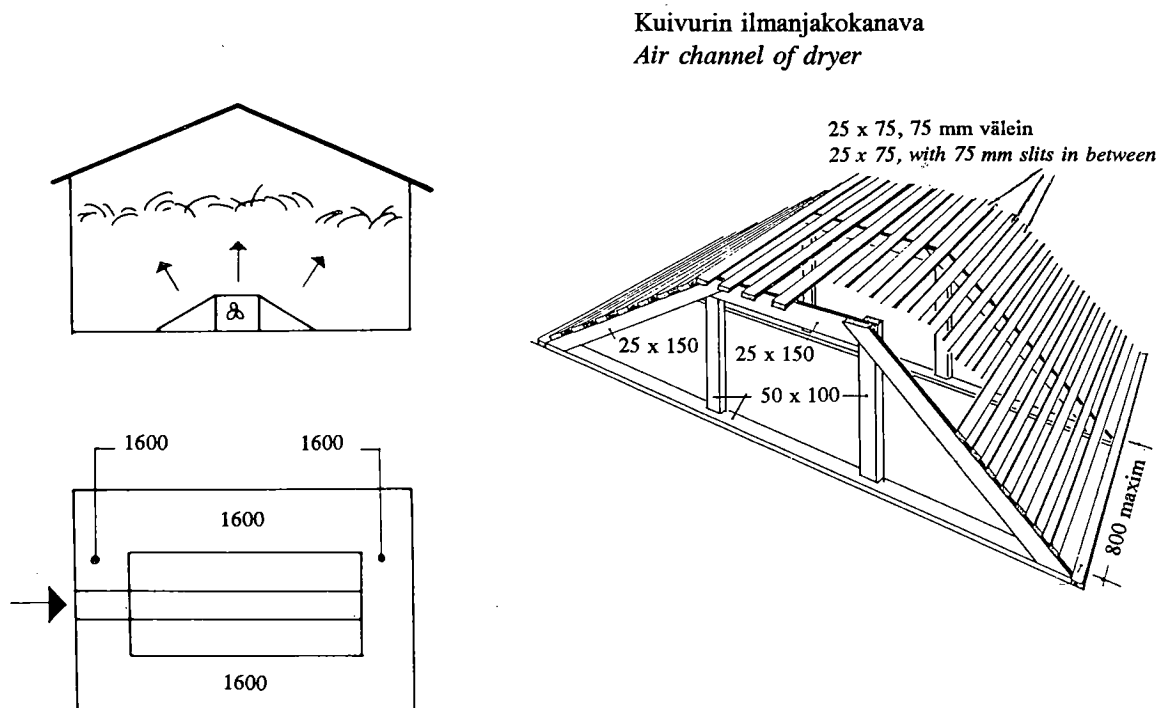 Kuivurin ilmanjakokanava
Air channel of dryer
25 x 75, 75 mm välein
25 x 75, with 75 mm slits in between
25 x 150
25 x 150
50 x 100
800 maxim
1600
1600
1600
1600